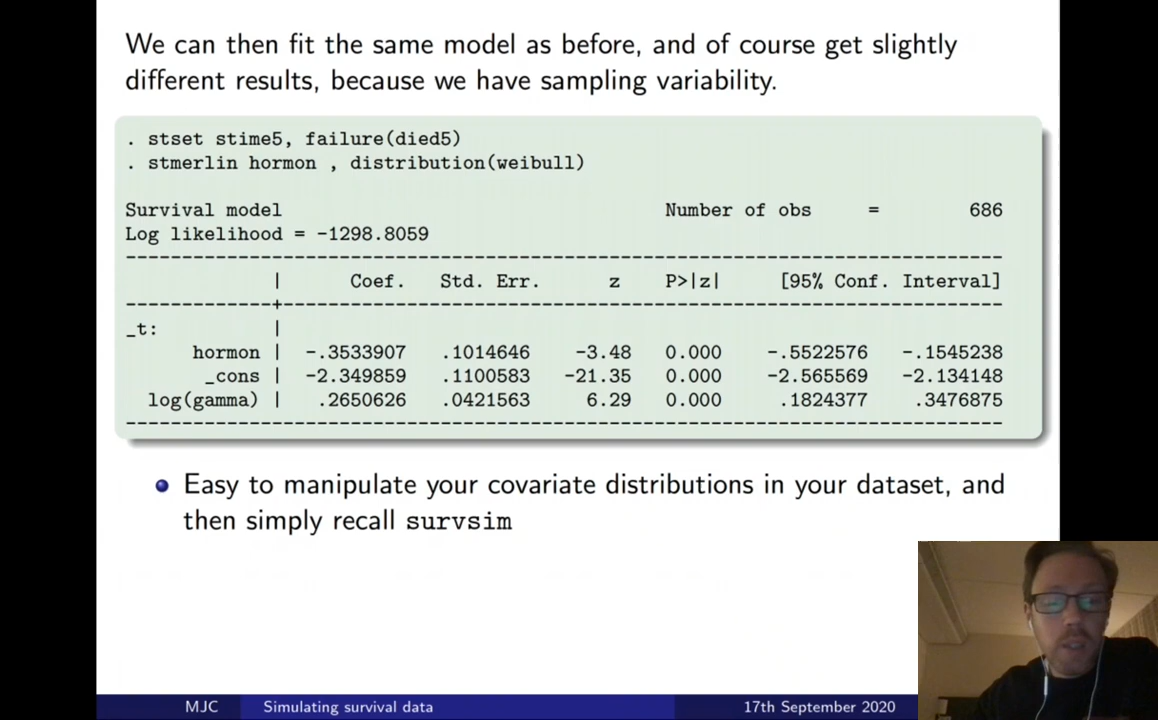 We can then fit the same model as before, and of course get slightly
different results, because we have sampling variability.
. stset stime5, failure(died5)
. stmerlin hormon , distribution(weibull)
Survival model Number of obs = 686
Log likelihood = -1298.8059
------------------------------------------------------------------------------
| Coef. Std. Err. z P>|z| [95% Conf. Interval]
-------------+----------------------------------------------------------------
_t: |
hormon | -.3533907 .1014646 -3.48 0.000 -.5522576 -.1545238
_cons | -2.349859 .1100583 -21.35 0.000 -2.565569 -2.134148
log(gamma) | .2650626 .0421563 6.29 0.000 .1824377 .3476875
------------------------------------------------------------------------------
Easy to manipulate your covariate distributions in your dataset, and
then simply recall survsim
MJC Simulating survival data 17th September 2020